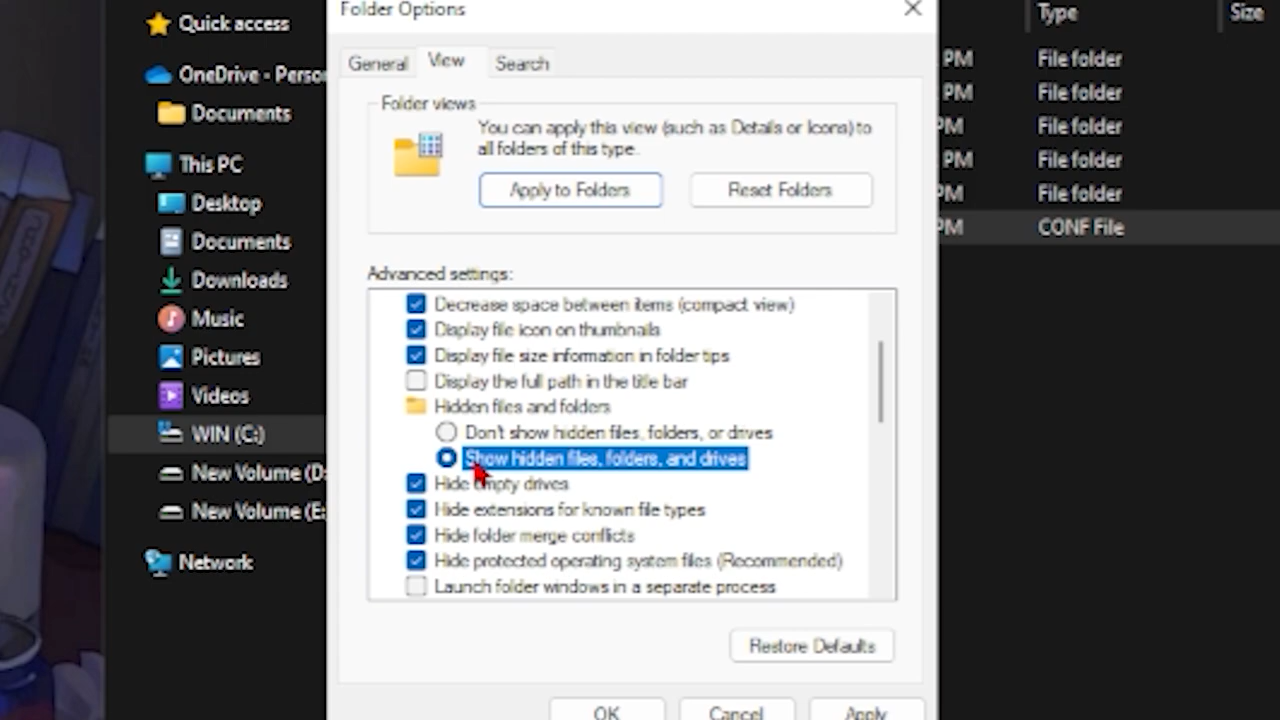 Folder Options
Quick access
OneDrive - Perso
Documents
This PC
Desktop
Documents
Downloads
Music
Pictures
Videos
WIN (C:)
New Volume (D:
New Volume (E:
Network
General
View
Search
Folder views
You can apply this view (such as Details or Icons) to
all folders of this type.
Apply to Folders
Reset Folders
Advanced settings:
Decrease space between items (compact view)
Display file icon on thumbnails
Display file size information in folder tips
Display the full path in the title bar
Hidden files and folders
Don't show hidden files, folders, or drives
Show hidden files, folders, and drives
Hide empty drives
Hide extensions for known file types
Hide folder merge conflicts
Hide protected operating system files (Recommended)
Launch folder windows in a separate process
Restore Defaults
OK
Cancel
Apply
Type
Size
PM
File folder
PM
File folder
PM
File folder
PM
File folder
PM
File folder
PM
CONF File